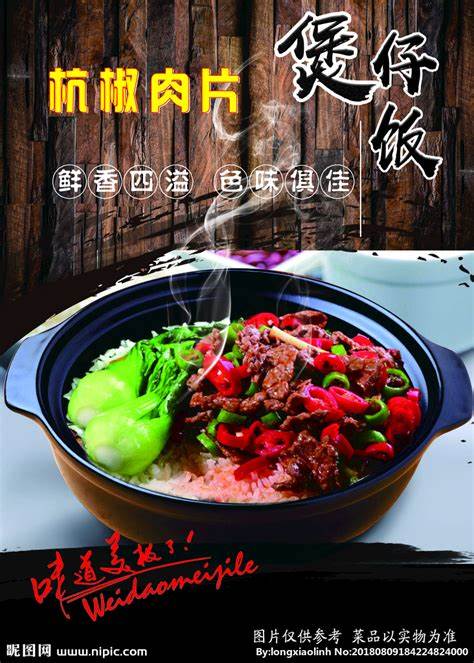 煲仔饭
杭椒肉片
鲜香四溢 色味俱佳
味道美极了!
Weidaomeijile
图片仅供参考 菜品以实物为准
昵图网 www.nipic.com
By:longxiaolinh No:20180809184224824000